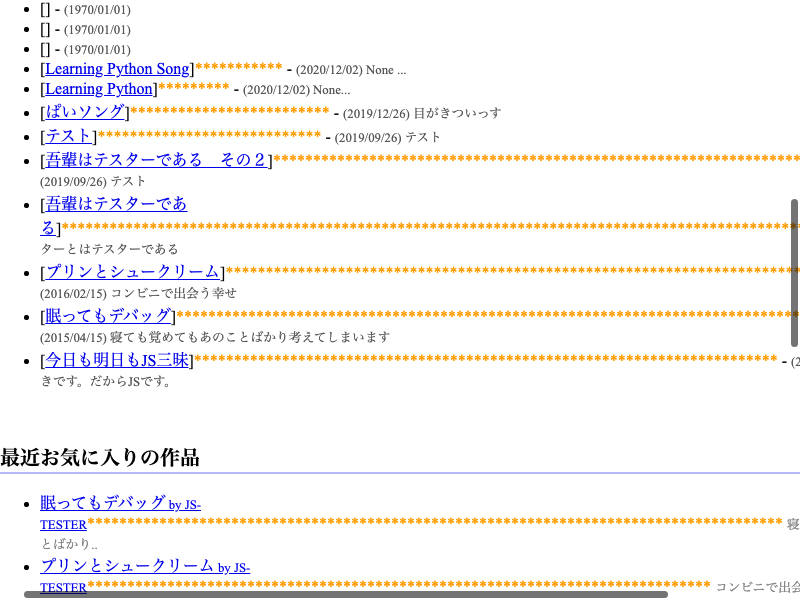 [] - (1970/01/01)
[] - (1970/01/01)
[] - (1970/01/01)
[Learning Python Song]*********** - (2020/12/02) None ...
[Learning Python]********* - (2020/12/02) None...
[ぱいソング]************************* - (2019/12/26) 目がきついっす
[テスト]**************************** - (2019/09/26) テスト
[吾輩はテスターである　その２]******************************************************************
(2019/09/26) テスト
[吾輩はテスターであ
る]********************************************************************************************
ターとはテスターである
[プリンとシュークリーム]************************************************************************
(2016/02/15) コンビニで出会う幸せ
[眠ってもデバッグ]******************************************************************************
(2015/04/15) 寝ても覚めてもあのことばかり考えてしまいます
[今日も明日もJS三昧]************************************************************************* - (2
きです。だからJSです。
最近お気に入りの作品
眠ってもデバッグ by JS-
TESTER*************************************************************************************** 寝
とばかり..
プリンとシュークリーム by JS-
TESTER****************************************************************************** コンビニで出会